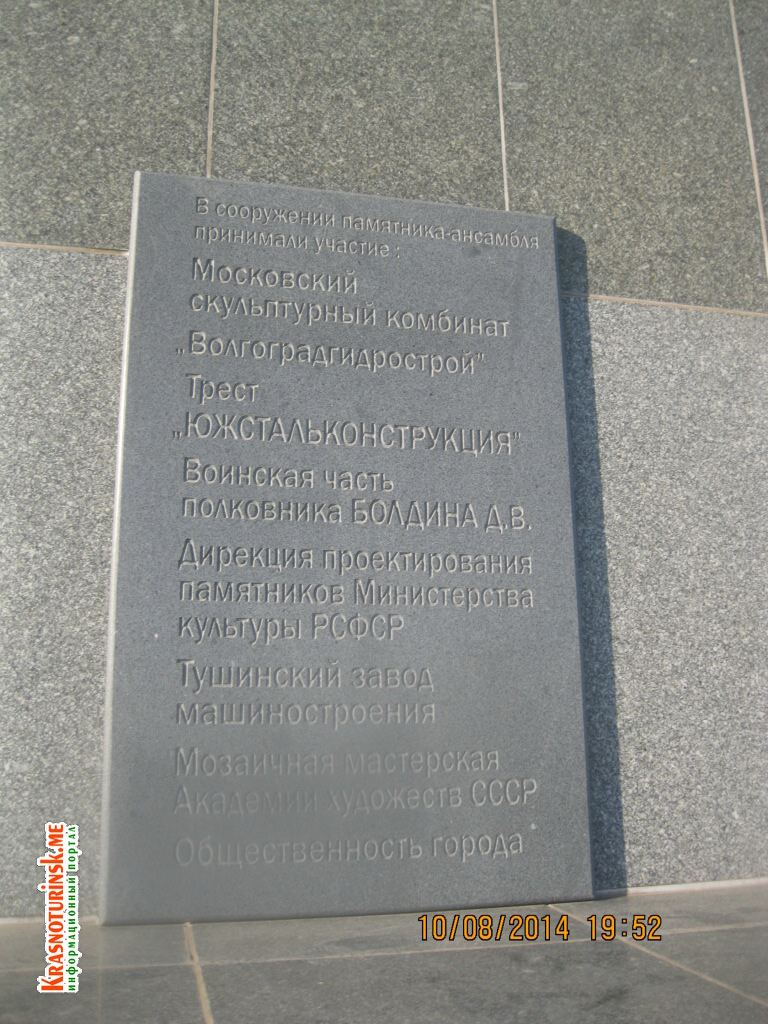 В сооружении памятника-ансамбля
принимали участие :
Московский
скульптурный комбинат
„Волгоградгидрострой”
Трест
„ЮЖСТАЛЬКОНСТРУКЦИЯ”
Воинская часть
полковника БОЛДИНА Д.В.
Дирекция проектирования
памятников Министерства
культуры РСФСР
Тушинский завод
машиностроения
Мозаичная мастерская
Академии художеств СССР
Общественность города
10/08/2014 19:52
KRASNOTURINSK.ME
информационный портал